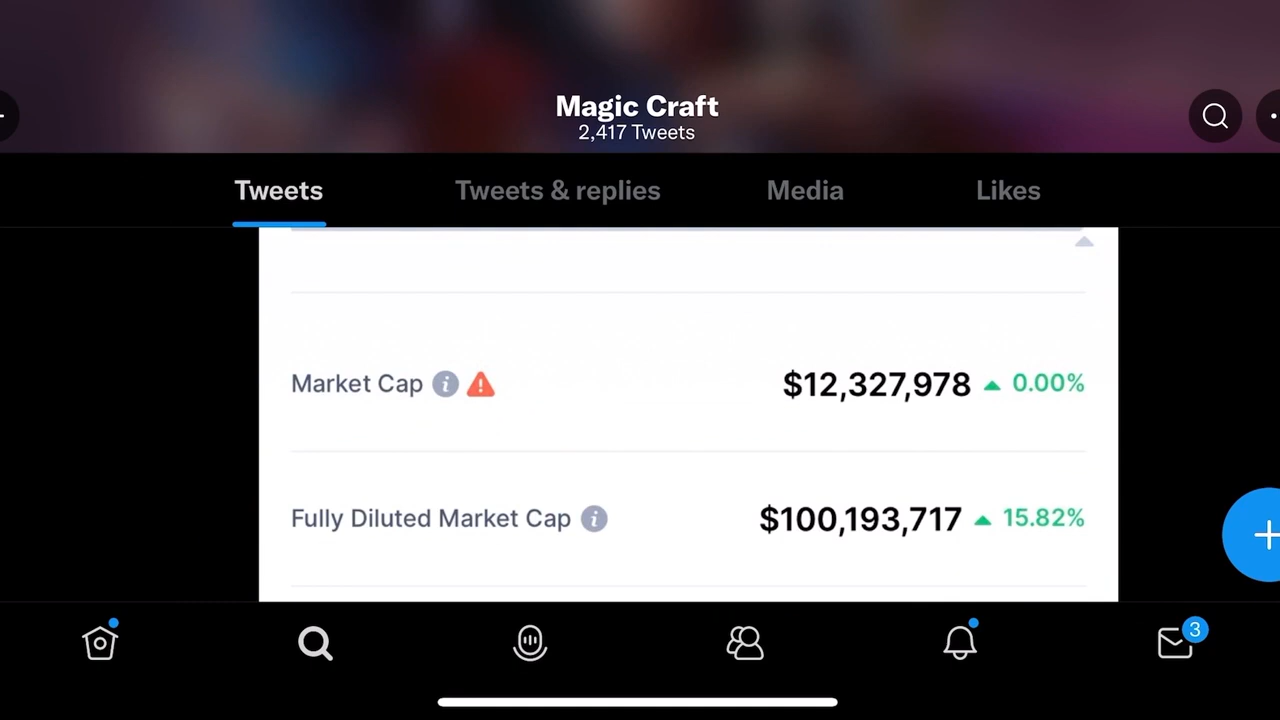 Magic Craft
2,417 Tweets
Tweets Tweets & replies Media Likes
Market Cap $12,327,978 0.00%
Fully Diluted Market Cap $100,193,717 15.82%
3